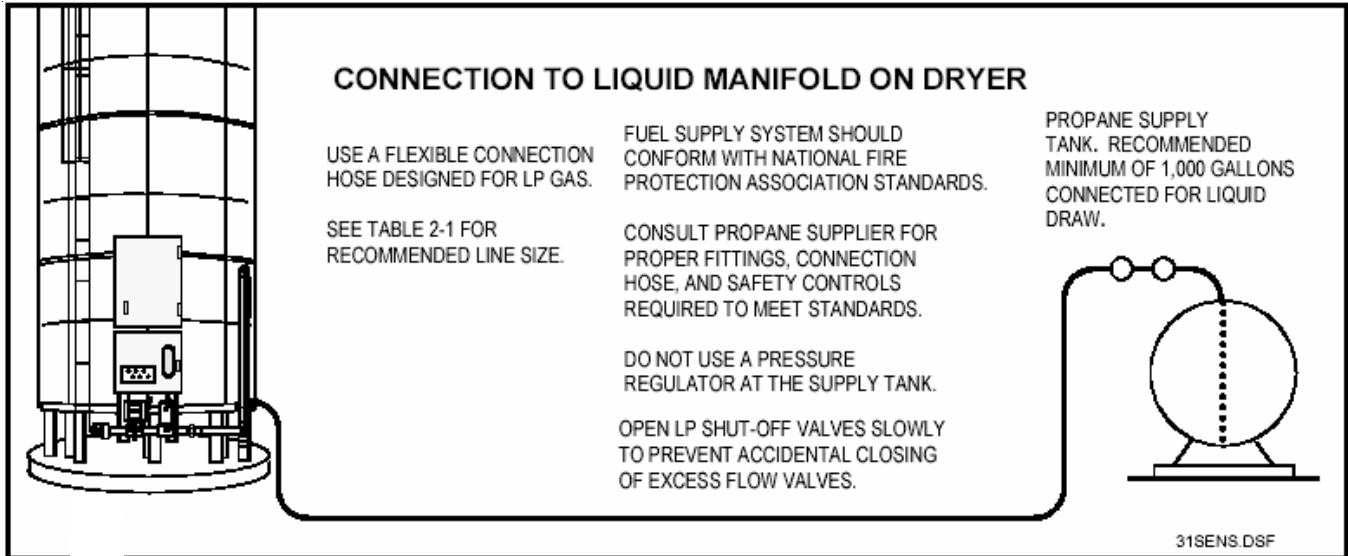 CONNECTION TO LIQUID MANIFOLD ON DRYER
USE A FLEXIBLE CONNECTION
HOSE DESIGNED FOR LP GAS.
SEE TABLE 2-1 FOR
RECOMMENDED LINE SIZE.
FUEL SUPPLY SYSTEM SHOULD
CONFORM WITH NATIONAL FIRE
PROTECTION ASSOCIATION STANDARDS.
CONSULT PROPANE SUPPLIER FOR
PROPER FITTINGS, CONNECTION
HOSE, AND SAFETY CONTROLS
REQUIRED TO MEET STANDARDS.
DO NOT USE A PRESSURE
REGULATOR AT THE SUPPLY TANK.
OPEN LP SHUT-OFF VALVES SLOWLY
TO PREVENT ACCIDENTAL CLOSING
OF EXCESS FLOW VALVES.
PROPANE SUPPLY
TANK. RECOMMENDED
MINIMUM OF 1,000 GALLONS
CONNECTED FOR LIQUID
DRAW.
31SENS.DSF